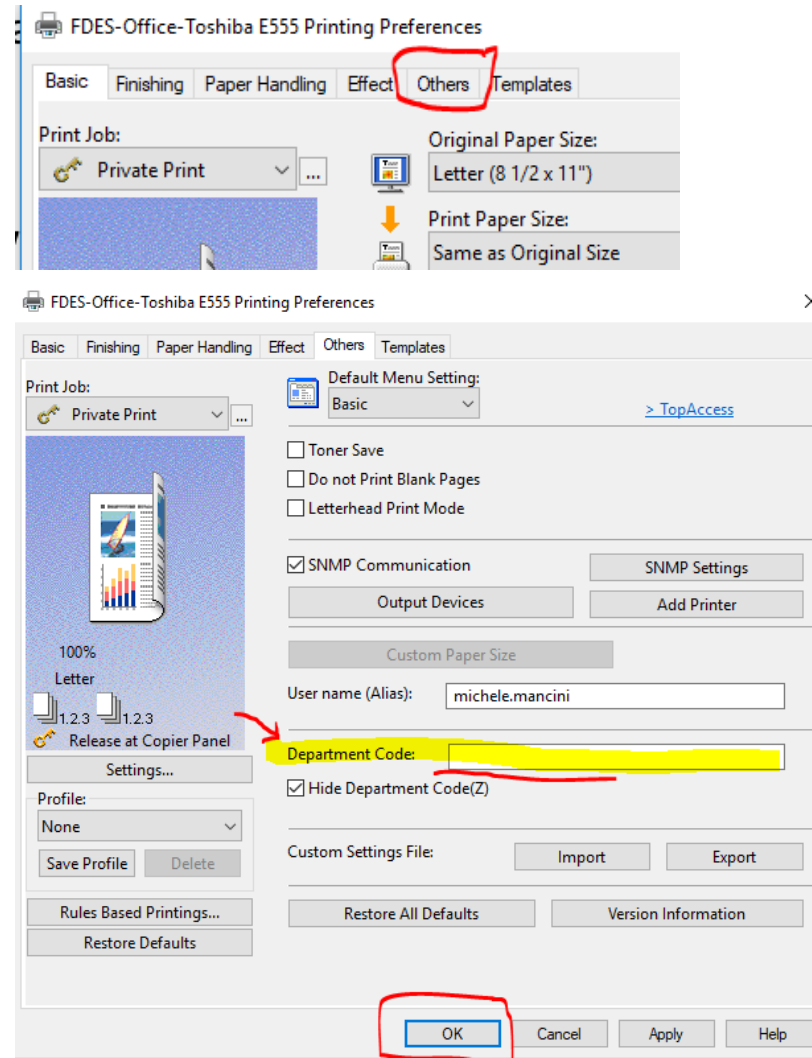 FDES-Office-Toshiba E555 Printing Preferences
Basic Finishing Paper Handling Effect Others Templates
Print Job:
Private Print ...
Original Paper Size:
Letter (8 1/2 x 11")
Print Paper Size:
Same as Original Size
FDES-Office-Toshiba E555 Printing Preferences
Basic Finishing Paper Handling Effect Others Templates
Print Job:
Private Print ...
100%
Letter
1.2.3 1.2.3
Release at Copier Panel
Settings...
Profile:
None
Save Profile Delete
Rules Based Printings...
Restore Defaults
Default Menu Setting:
Basic
> TopAccess
Toner Save
Do not Print Blank Pages
Letterhead Print Mode
SNMP Communication SNMP Settings
Output Devices Add Printer
Custom Paper Size
User name (Alias): michele.mancini
Department Code:
Hide Department Code(Z)
Custom Settings File: Import Export
Restore All Defaults Version Information
OK Cancel Apply Help